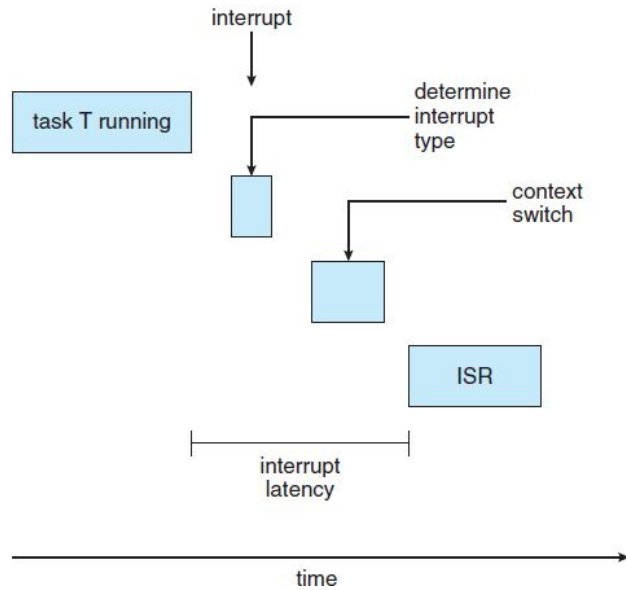 interrupt
task T running
determine
interrupt
type
context
switch
ISR
interrupt
latency
time